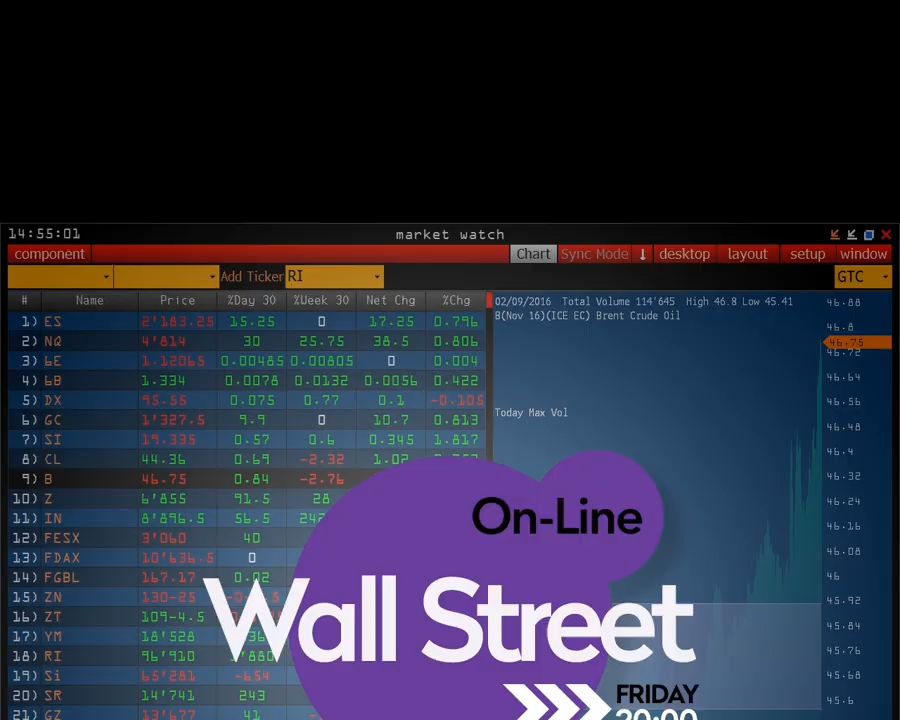 14:55:01 market watch
component Chart Sync Mode ↓ desktop layout setup window
Add Ticker RI GTC
# Name Price %Day 30 %Week 30 Net Chg %Chg
02/09/2016 Total Volume 114'645 High 46.8 Low 45.41
B(Nov 16)(ICE EC) Brent Crude Oil
Today Max Vol
1) ES 2'183.25 15.25 0 17.25 0.796
2) NQ 4'814 30 25.75 38.5 0.806
3) 6E 1.12065 0.00485 0.00805 0 0.004
4) 6B 1.334 0.0078 0.0132 0.0056 0.422
5) DX 95.55 0.075 0.77 0.1 -0.105
6) GC 1'327.5 9.9 0 10.7 0.813
7) SI 19.335 0.57 0.6 0.345 1.817
8) CL 44.36 0.69 -2.32 1.02
9) B 46.75 0.84 -2.76
10) Z 6'855 91.5 28
11) IN 8'896.5 56.5
12) FESX 3'060 40
13) FDAX 10'636.5 0
14) FGBL 167.17 0.02
15) ZN 130-25
16) ZT 109-4.5
17) YM 18'528
18) RI 96'910
19) Si 65'281 -654
20) SR 14'741 243
21) GZ 13'677 41
46.88
46.8
46.75
46.72
46.64
46.56
46.48
46.4
46.32
46.24
46.16
46.08
46
45.92
45.84
45.76
45.68
45.6
On-Line
Wall Street
FRIDAY
20:00